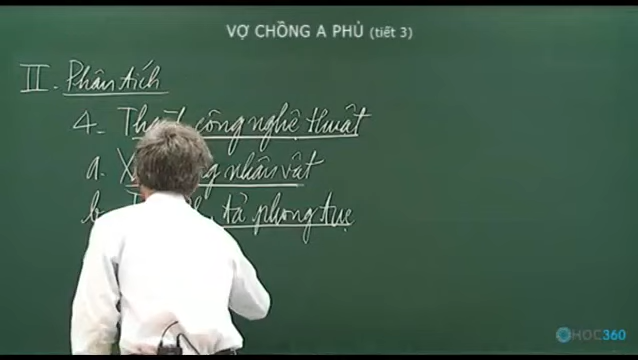 VỢ CHỒNG A PHỦ (tiết 3)
II. Phân tích
4. công nghệ thuật
a. nhân vật
b tả phong tục
HOC360